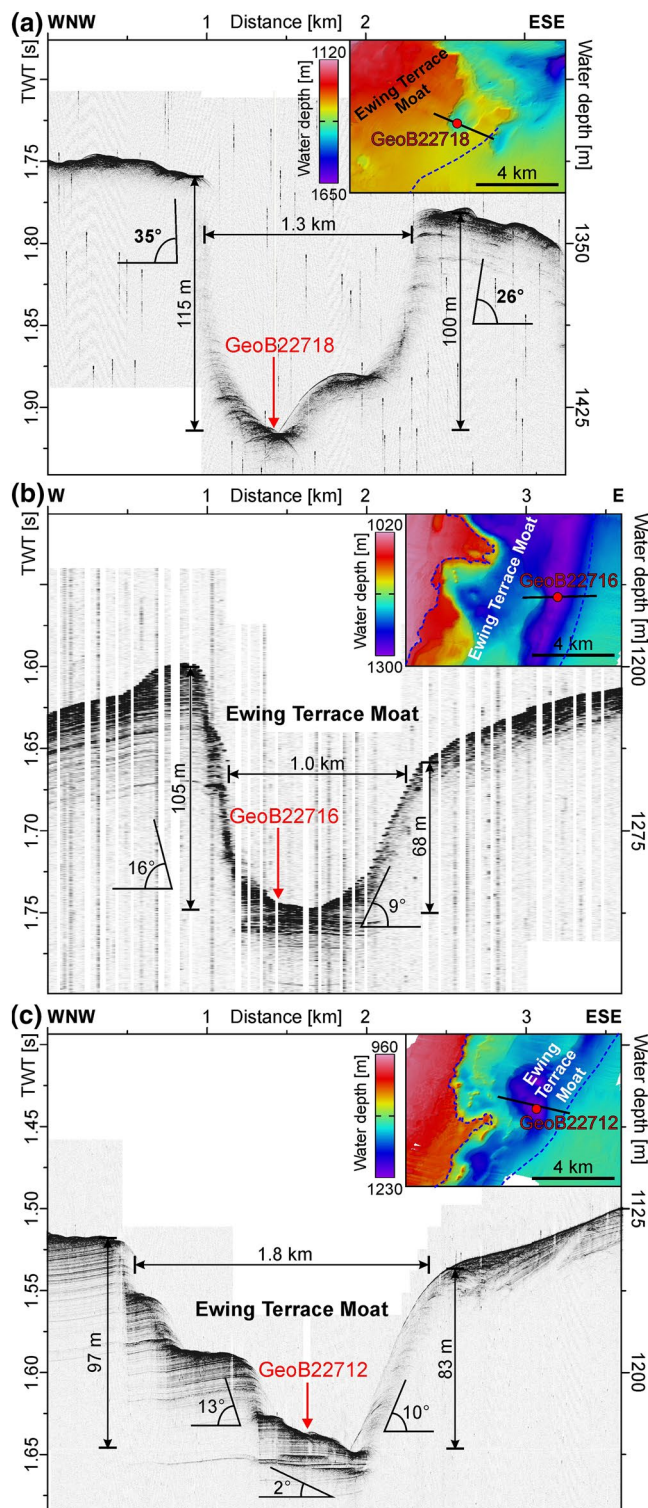 (a) WNW 1 Distance [km] 2 ESE
TWT [s]
1.75
1.80
1.85
1.90
Water depth [m]
1350
1425
1120
Water depth [m]
1650
Ewing Terrace
Moat
GeoB22718
4 km
35°
1.3 km
115 m
GeoB22718
26°
100 m
(b) W 1 Distance [km] 2 3 E
TWT [s]
1.60
1.65
1.70
1.75
Water depth [m]
1200
1275
1020
Water depth [m]
1300
Ewing Terrace Moat
GeoB22716
4 km
Ewing Terrace Moat
1.0 km
105 m
GeoB22716
68 m
16°
9°
(c) WNW 1 Distance [km] 2 3 ESE
TWT [s]
1.45
1.50
1.55
1.60
1.65
Water depth [m]
1125
1200
960
Water depth [m]
1230
Ewing
Terrace
Moat
GeoB22712
4 km
1.8 km
Ewing Terrace Moat
97 m
GeoB22712
83 m
13°
10°
2°